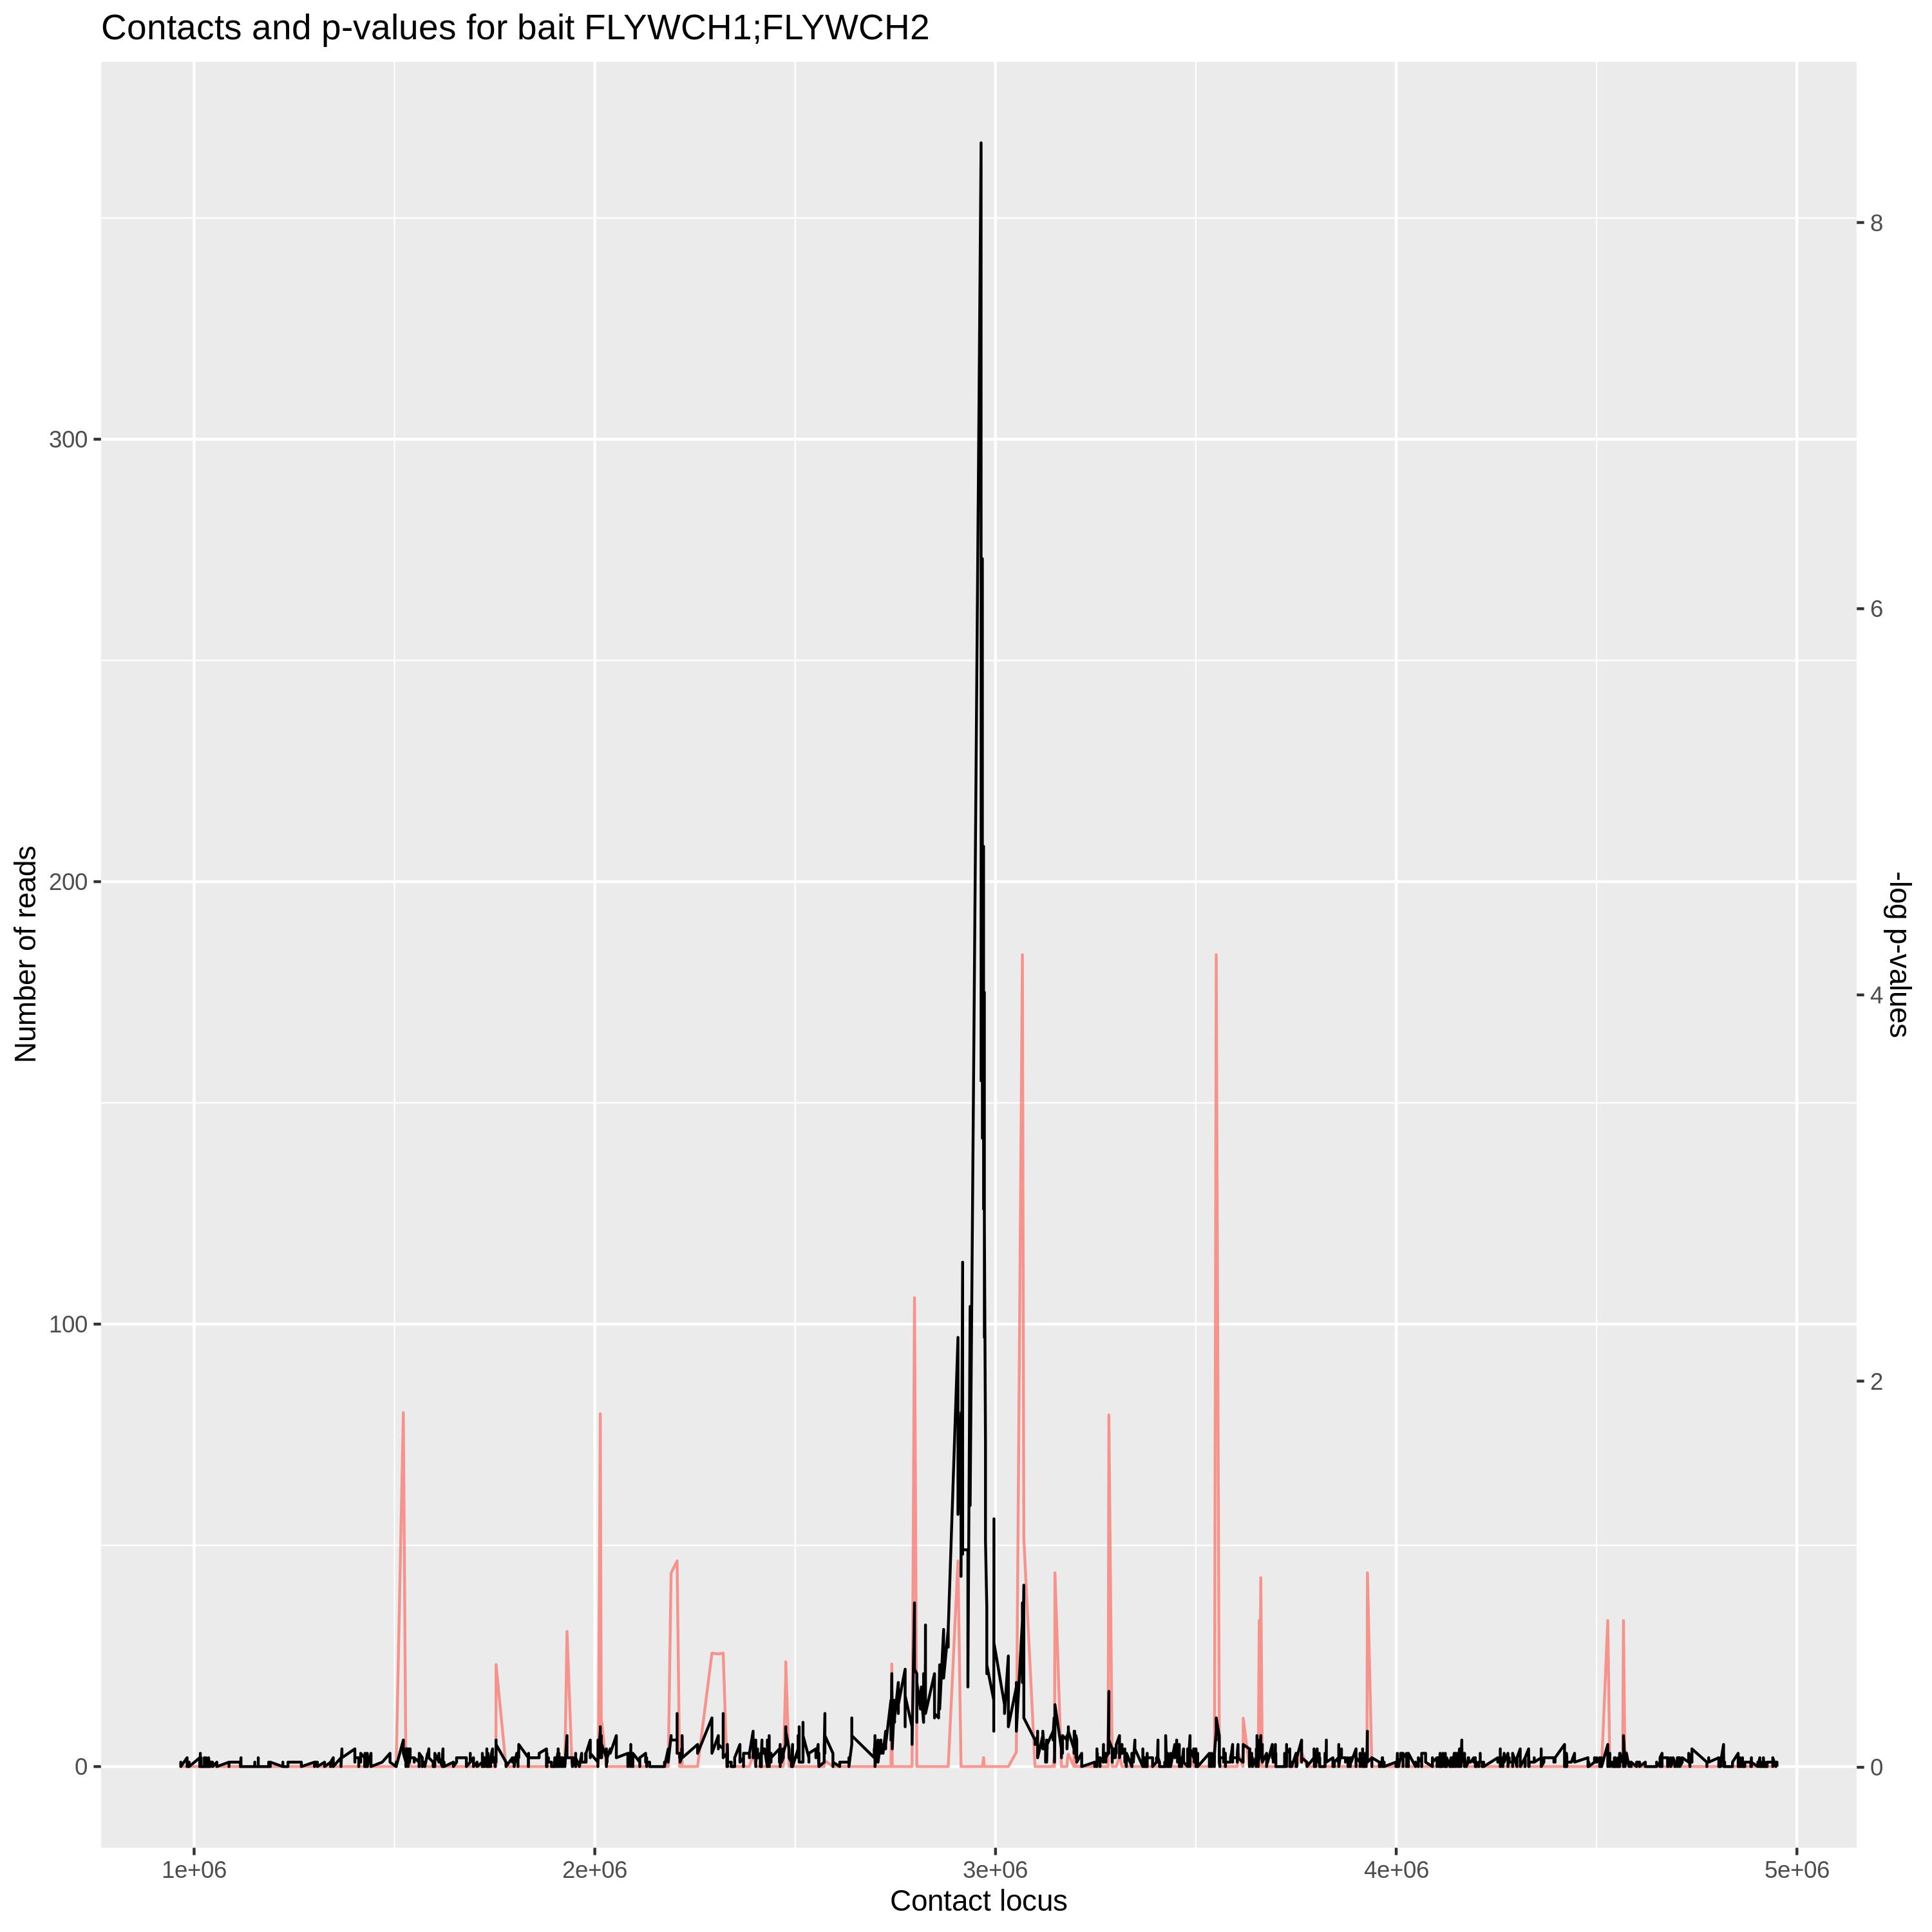 Contacts and p-values for bait FLYWCH1;FLYWCH2
Number of reads
300
200
100
0
8
6
4
2
0
-log p-values
1e+06
2e+06
3e+06
4e+06
5e+06
Contact locus